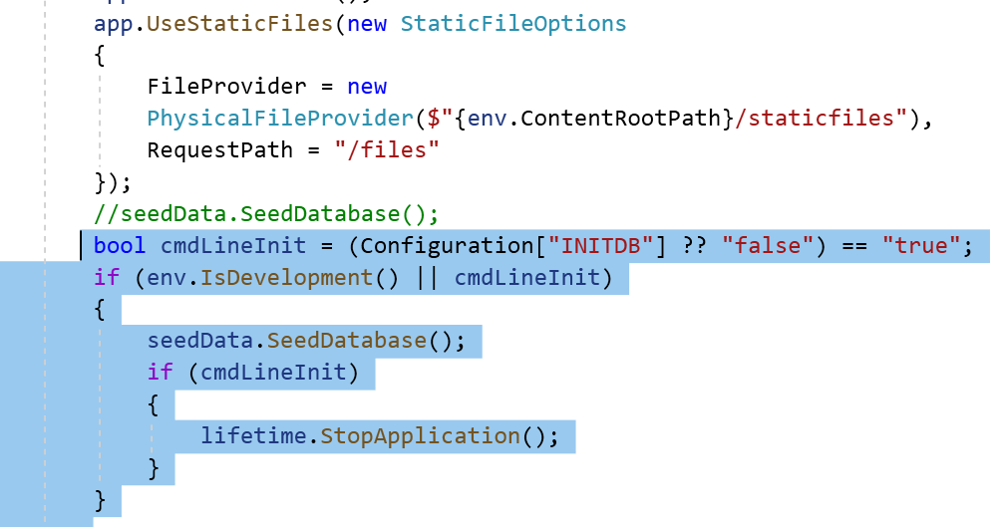 app.UseStaticFiles(new StaticFileOptions
{
FileProvider = new
PhysicalFileProvider($"{env.ContentRootPath}/staticfiles"),
RequestPath = "/files"
});
//seedData.SeedDatabase();
bool cmdLineInit = (Configuration["INITDB"] ?? "false") == "true";
if (env.IsDevelopment() || cmdLineInit)
{
seedData.SeedDatabase();
if (cmdLineInit)
{
lifetime.StopApplication();
}
}